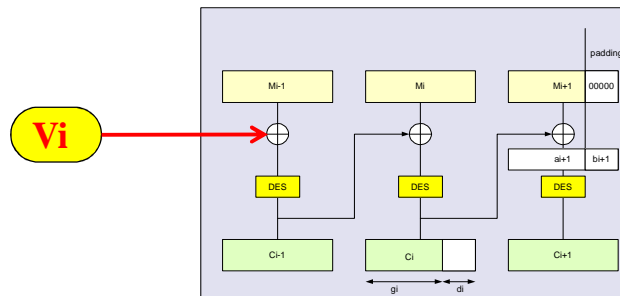 padding
Mi-1
Mi
Mi+1
00000
Vi
ai+1
bi+1
DES
DES
DES
Ci-1
Ci
Ci+1
gi
di